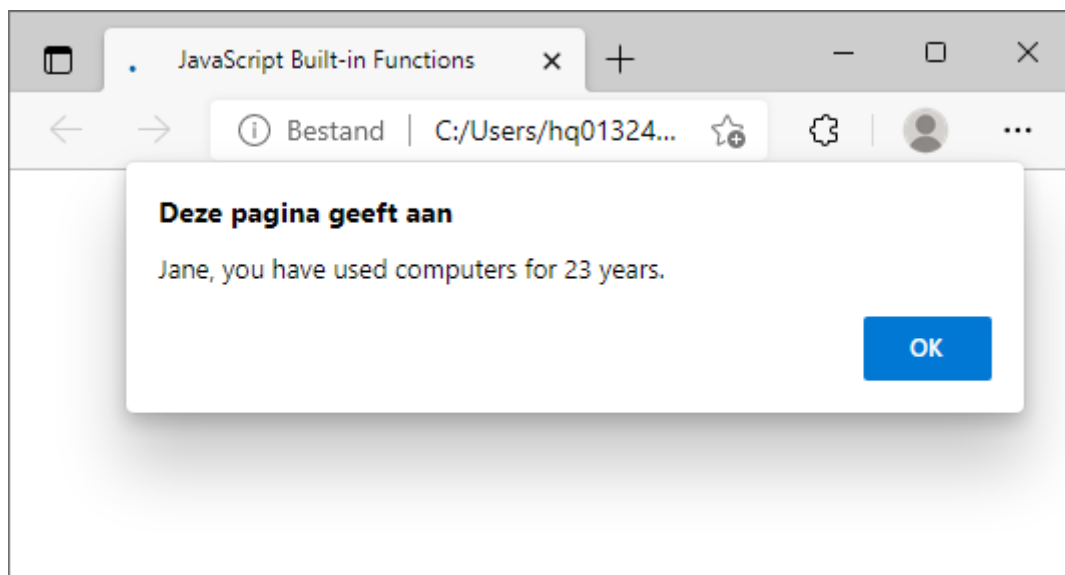 JavaScript Built-in Functions
Bestand | C:/Users/hq01324...
Deze pagina geeft aan
Jane, you have used computers for 23 years.
OK